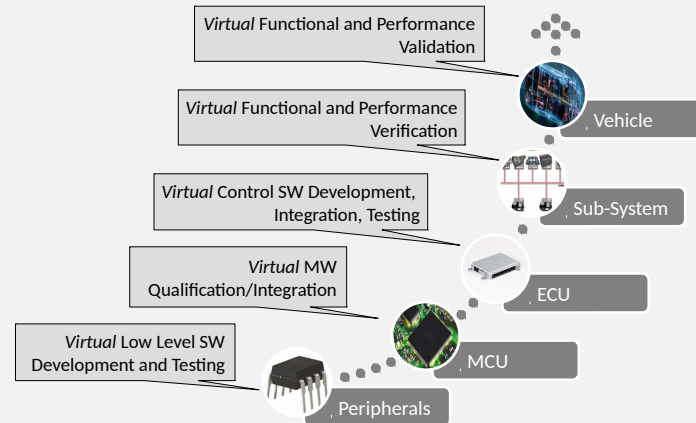 Virtual Functional and Performance
Validation
Vehicle
Virtual Functional and Performance
Verification
Sub-System
Virtual Control SW Development,
Integration, Testing
ECU
Virtual MW
Qualification/Integration
MCU
Virtual Low Level SW
Development and Testing
Peripherals